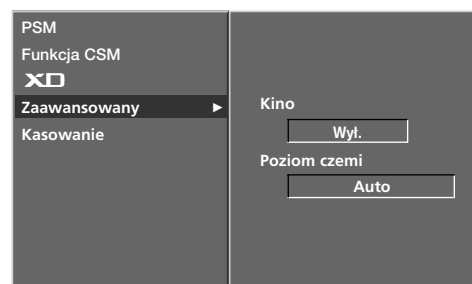 PSM
Funkcja CSM
XD
Zaawansowany ►
Kasowanie
Kino
Wył.
Poziom czemi
Auto